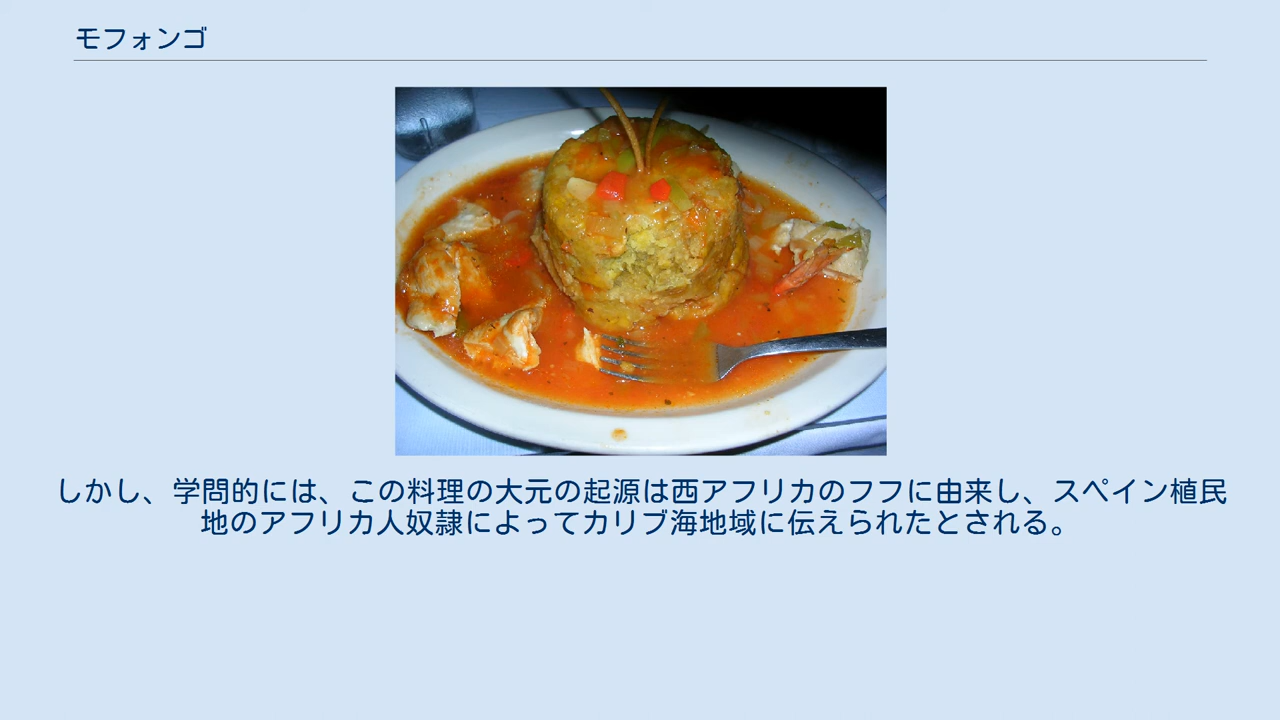 モフォンゴ
しかし、学問的には、この料理の大元の起源は西アフリカのフフに由来し、スペイン植民
地のアフリカ人奴隷によってカリブ海地域に伝えられたとされる。